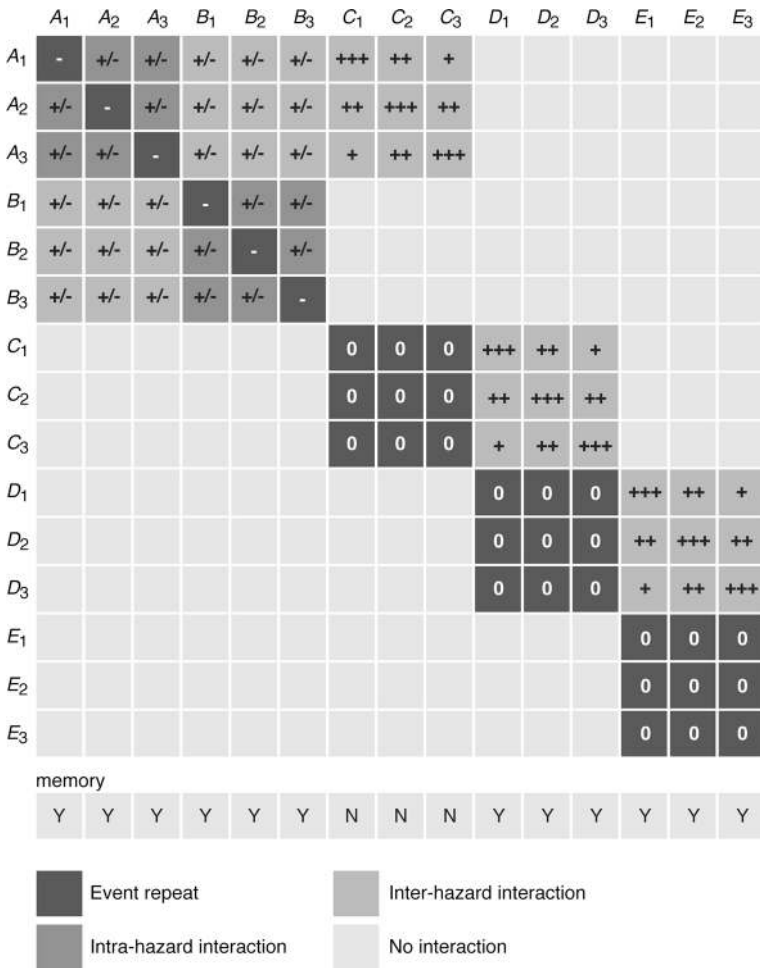 A1 A2 A3 B1 B2 B3 C1 C2 C3 D1 D2 D3 E1 E2 E3
A1 - +/- +/- +/- +/- +/- +++ ++ +
A2 +/- - +/- +/- +/- +/- ++ +++ ++
A3 +/- +/- - +/- +/- +/- + ++ +++
B1 +/- +/- +/- - +/- +/-
B2 +/- +/- +/- +/- - +/-
B3 +/- +/- +/- +/- +/- -
C1 0 0 0 +++ ++ +
C2 0 0 0 ++ +++ ++
C3 0 0 0 + ++ +++
D1 0 0 0 +++ ++ +
D2 0 0 0 ++ +++ ++
D3 0 0 0 + ++ +++
E1 0 0 0
E2 0 0 0
E3 0 0 0
memory
Y Y Y Y Y Y N N N Y Y Y Y Y Y
Event repeat Inter-hazard interaction
Intra-hazard interaction No interaction